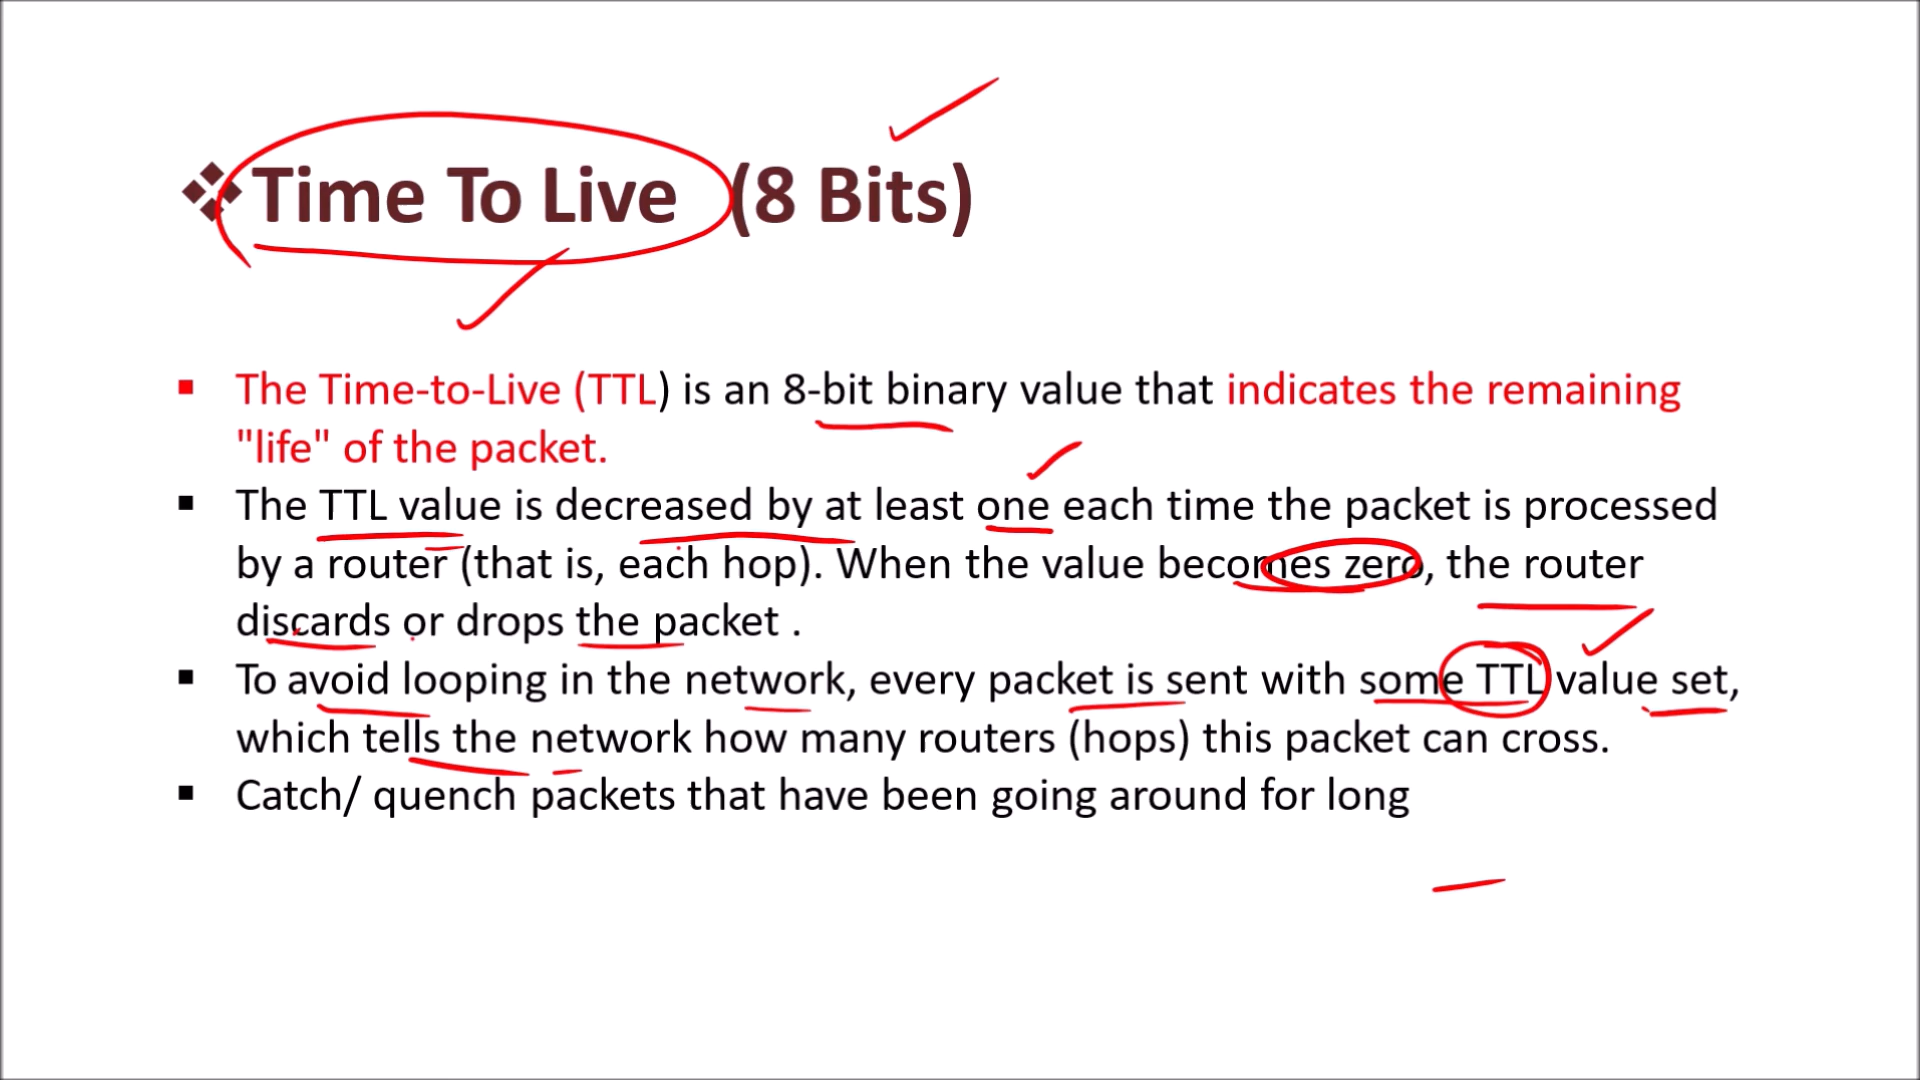 ❖Time To Live (8 Bits)
▪ The Time-to-Live (TTL) is an 8-bit binary value that indicates the remaining
"life" of the packet.
▪ The TTL value is decreased by at least one each time the packet is processed
by a router (that is, each hop). When the value becomes zero, the router
discards or drops the packet .
▪ To avoid looping in the network, every packet is sent with some TTL value set,
which tells the network how many routers (hops) this packet can cross.
▪ Catch/ quench packets that have been going around for long